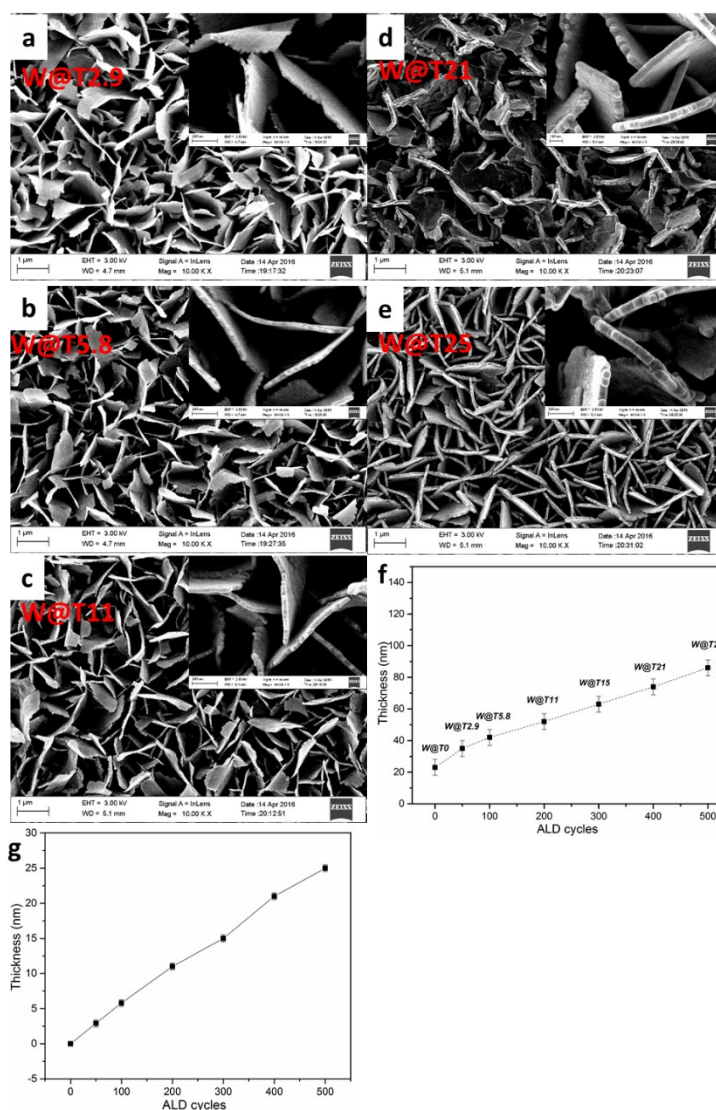 a
W@T2.9
1 µm
EHT = 3.00 kV
Signal A = InLens
Date :14 Apr 2016
WD = 4.7 mm
Mag = 10.00 K X
Time :19:17:32
ZEISS
d
W@T21
1 µm
EHT = 3.00 kV
Signal A = InLens
Date :14 Apr 2016
WD = 5.1 mm
Mag = 10.00 K X
Time :20:23:07
ZEISS
b
W@T5.8
1 µm
EHT = 3.00 kV
Signal A = InLens
Date :14 Apr 2016
WD = 4.7 mm
Mag = 10.00 K X
Time :19:27:35
ZEISS
e
W@T25
1 µm
EHT = 3.00 kV
Signal A = InLens
Date :14 Apr 2016
WD = 5.1 mm
Mag = 10.00 K X
Time :20:31:02
ZEISS
c
W@T11
1 µm
EHT = 3.00 kV
Signal A = InLens
Date :14 Apr 2016
WD = 5.1 mm
Mag = 10.00 K X
Time :20:12:51
ZEISS
f
Thickness (nm)
140
120
100
80
60
40
20
0
W@T0
W@T2.9
W@T5.8
W@T11
W@T15
W@T21
W@T2
0 100 200 300 400 500
ALD cycles
g
Thickness (nm)
30
25
20
15
10
5
0
-5
0 100 200 300 400 500
ALD cycles